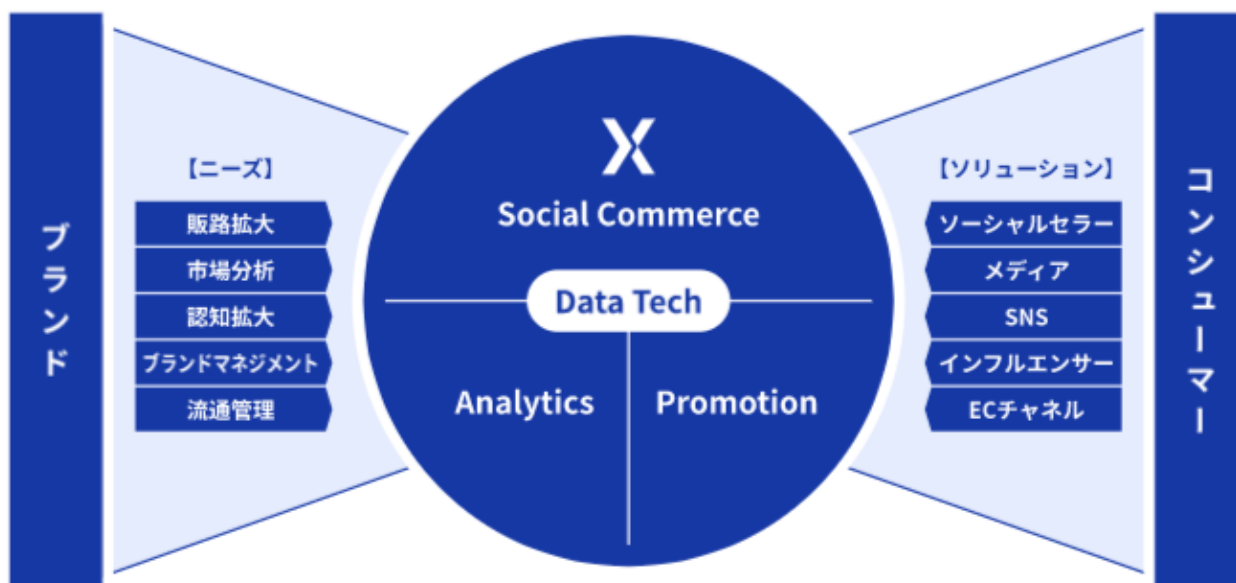 ブランド
【ニーズ】
販路拡大
市場分析
認知拡大
ブランドマネジメント
流通管理
X
Social Commerce
Data Tech
Analytics
Promotion
【ソリューション】
ソーシャルセラー
メディア
SNS
インフルエンサー
ECチャネル
コンシューマー